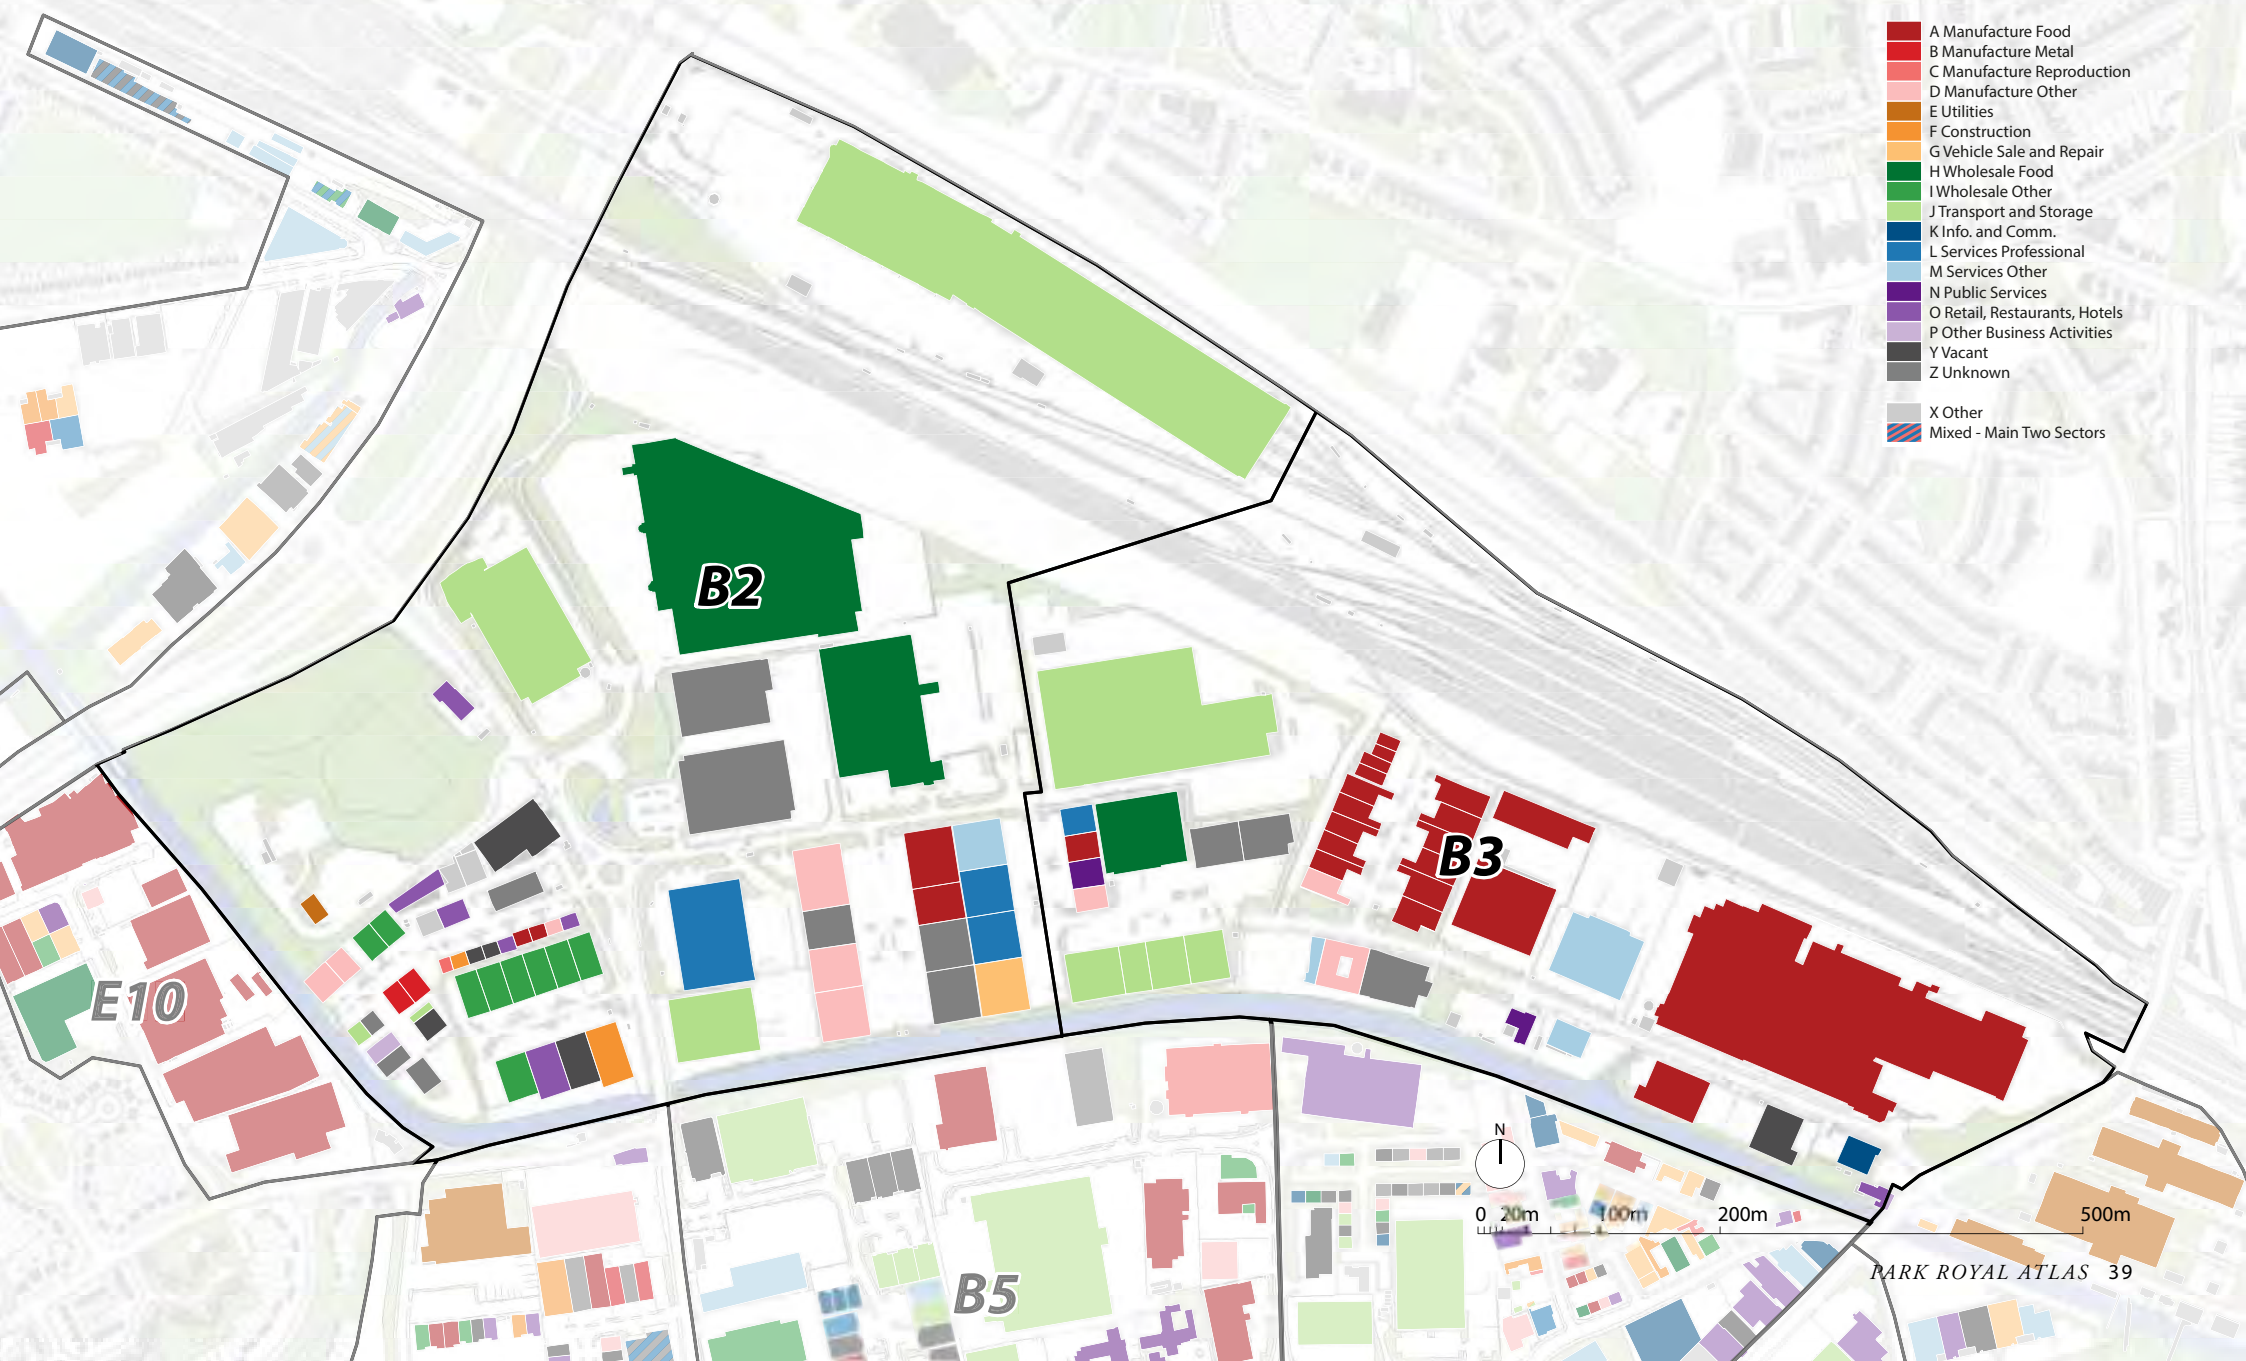 A Manufacture Food
B Manufacture Metal
C Manufacture Reproduction
D Manufacture Other
E Utilities
F Construction
G Vehicle Sale and Repair
H Wholesale Food
I Wholesale Other
J Transport and Storage
K Info. and Comm.
L Services Professional
M Services Other
N Public Services
O Retail, Restaurants, Hotels
P Other Business Activities
Y Vacant
Z Unknown
X Other
Mixed - Main Two Sectors
B2
B3
E10
B5
N
0 20m 100m 200m 500m
PARK ROYAL ATLAS 39